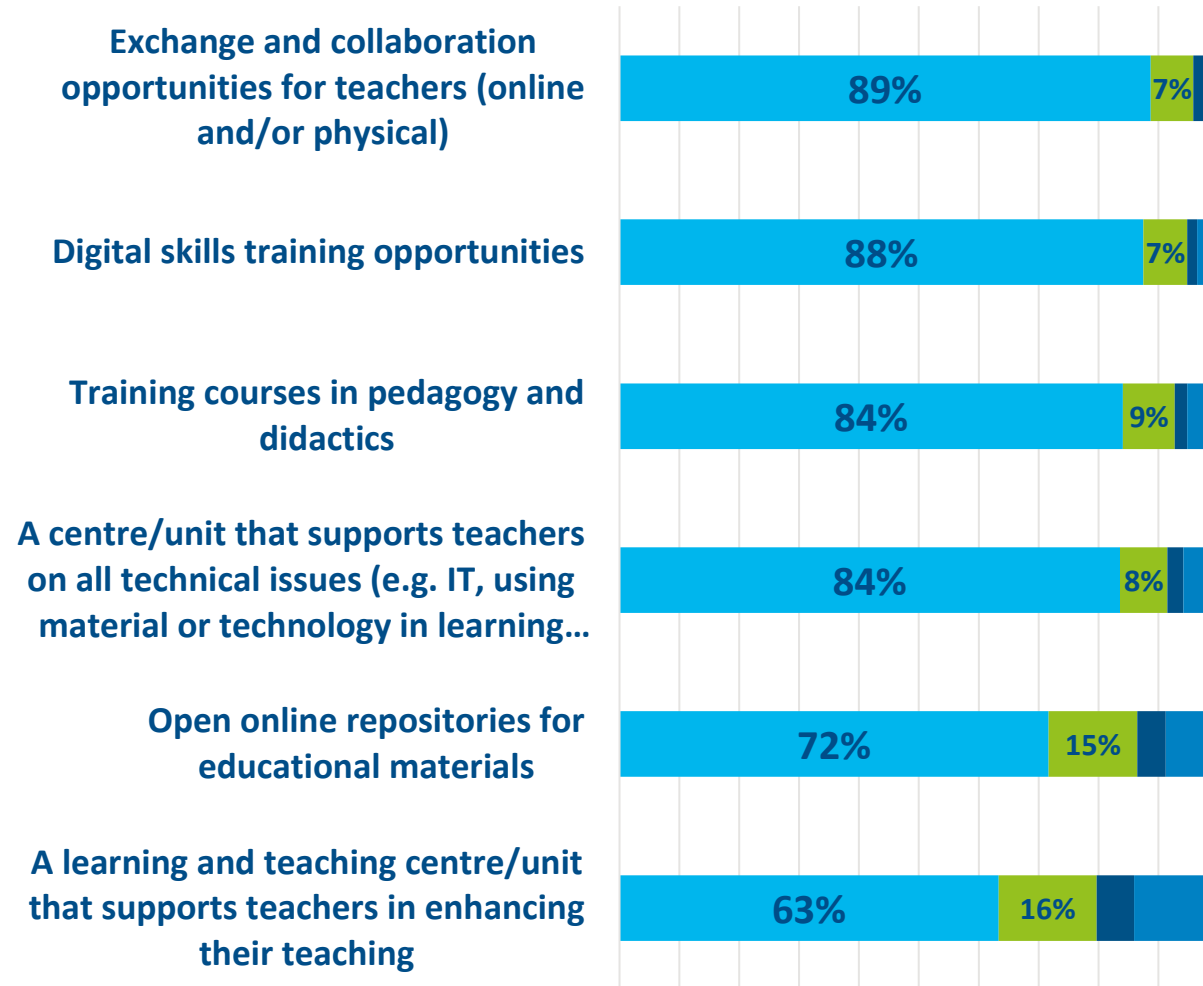 Exchange and collaboration
opportunities for teachers (online
and/or physical)
89%
7%
Digital skills training opportunities
88%
7%
Training courses in pedagogy and
didactics
84%
9%
A centre/unit that supports teachers
on all technical issues (e.g. IT, using
material or technology in learning…
84%
8%
Open online repositories for
educational materials
72%
15%
A learning and teaching centre/unit
that supports teachers in enhancing
their teaching
63%
16%